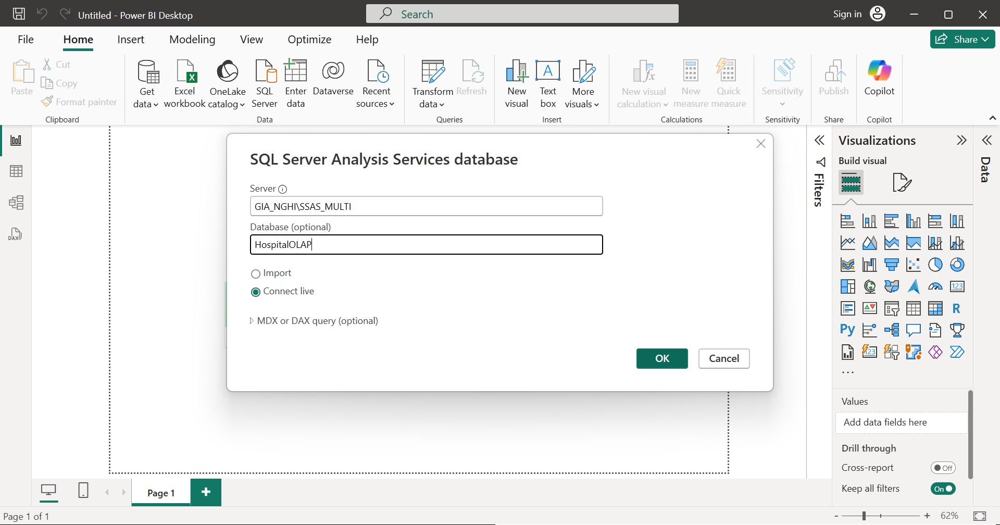 Untitled - Power BI Desktop
Search
Sign in
File
Home
Insert
Modeling
View
Optimize
Help
Share
Paste
Cut
Copy
Format painter
Clipboard
Get data
Excel workbook
OneLake catalog
SQL Server
Enter data
Dataverse
Recent sources
Data
Transform data
Refresh
Queries
New visual
Text box
More visuals
Insert
New visual calculation
New measure
Quick measure
Calculations
Sensitivity
Sensitivity
Publish
Share
Copilot
Copilot
DAX
SQL Server Analysis Services database
Server
GIA_NGHI\SSAS_MULTI
Database (optional)
HospitalOLAP
Import
Connect live
MDX or DAX query (optional)
OK
Cancel
Filters
Visualizations
Build visual
123
R
Py
123
...
Values
Add data fields here
Drill through
Cross-report
Off
Keep all filters
On
Data
Page 1
Page 1 of 1
- + 62%